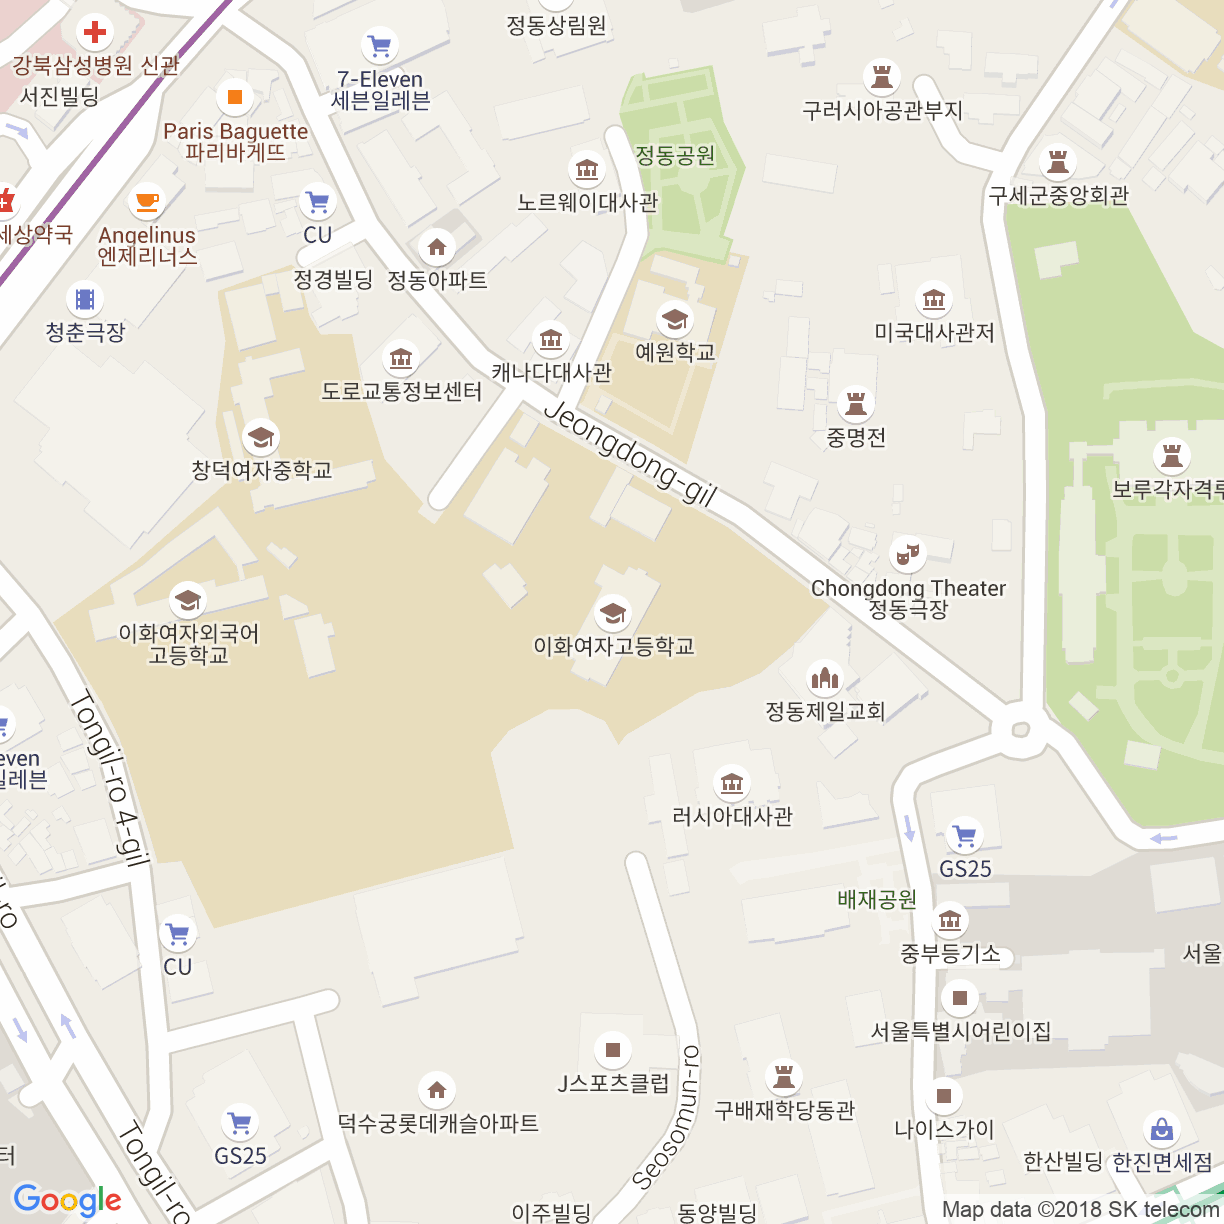 정동상림원
강북삼성병원 신관
서진빌딩
7-Eleven
세븐일레븐
구러시아공관부지
Paris Baguette
파리바게뜨
정동공원
노르웨이대사관
구세군중앙회관
세상약국
Angelinus
엔제리너스
CU
정경빌딩
정동아파트
청춘극장
미국대사관저
예원학교
캐나다대사관
도로교통정보센터
Jeongdong-gil
중명전
창덕여자중학교
보루각자격루
Chongdong Theater
정동극장
이화여자외국어
고등학교
이화여자고등학교
정동제일교회
Tongil-ro 4-gil
even
일레븐
러시아대사관
GS25
배재공원
-ro
중부등기소
서울
CU
서울특별시어린이집
J스포츠클럽
Seosomun-ro
구배재학당동관
덕수궁롯데캐슬아파트
나이스가이
GS25
Tongil-ro
터
한산빌딩
한진면세점
이주빌딩
동양빌딩
Google
Map data ©2018 SK telecom